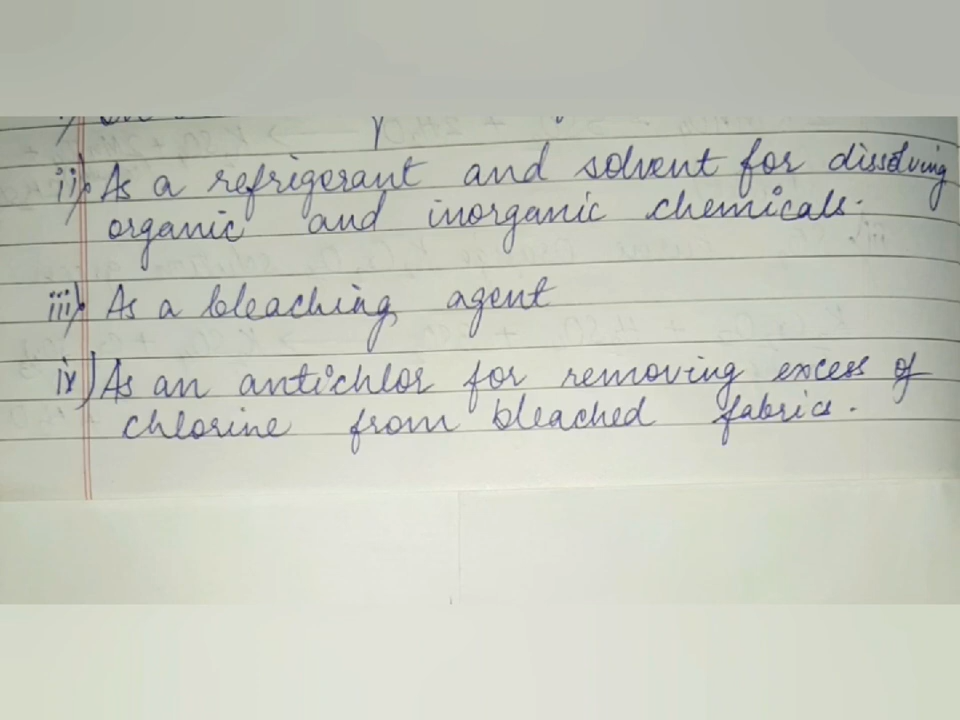 ii) As a refrigerant and solvent for dissolving
organic and inorganic chemicals.
iii) As a bleaching agent
iv) As an antichlor for removing excess of
chlorine from bleached fabrics.